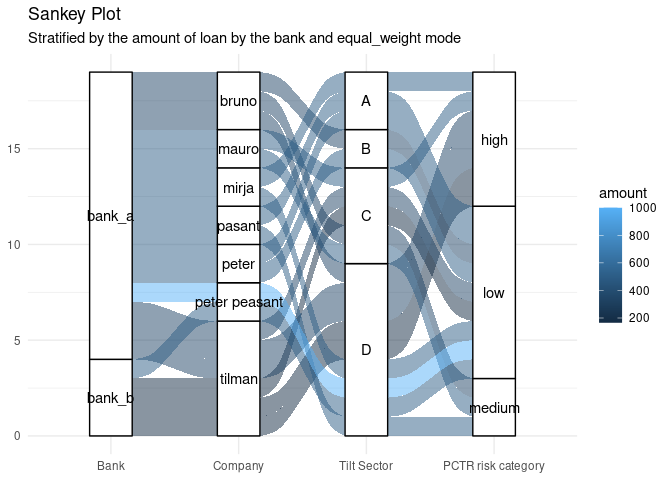 Sankey Plot
Stratified by the amount of loan by the bank and equal_weight mode
15
10
5
0
bank_a
bank_b
bruno
mauro
mirja
pasant
peter
peter peasant
tilman
A
B
C
D
high
low
medium
Bank
Company
Tilt Sector
PCTR risk category
amount
1000
800
600
400
200